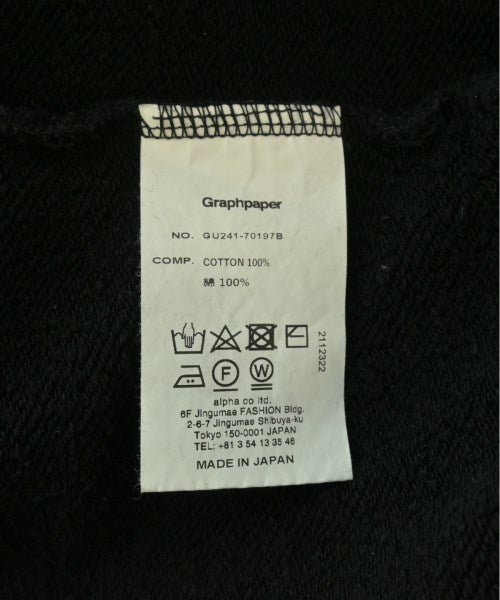 Graphpaper
NO. GU241-70197B
COMP. COTTON 100%
綿 100%
2112322
F W
alpha co ltd.
6F Jingumae FASHION Bldg.
2-6-7 Jingumae Shibuya-ku
Tokyo 150-0001 JAPAN
TEL: +81 3 54 13 35 46
MADE IN JAPAN